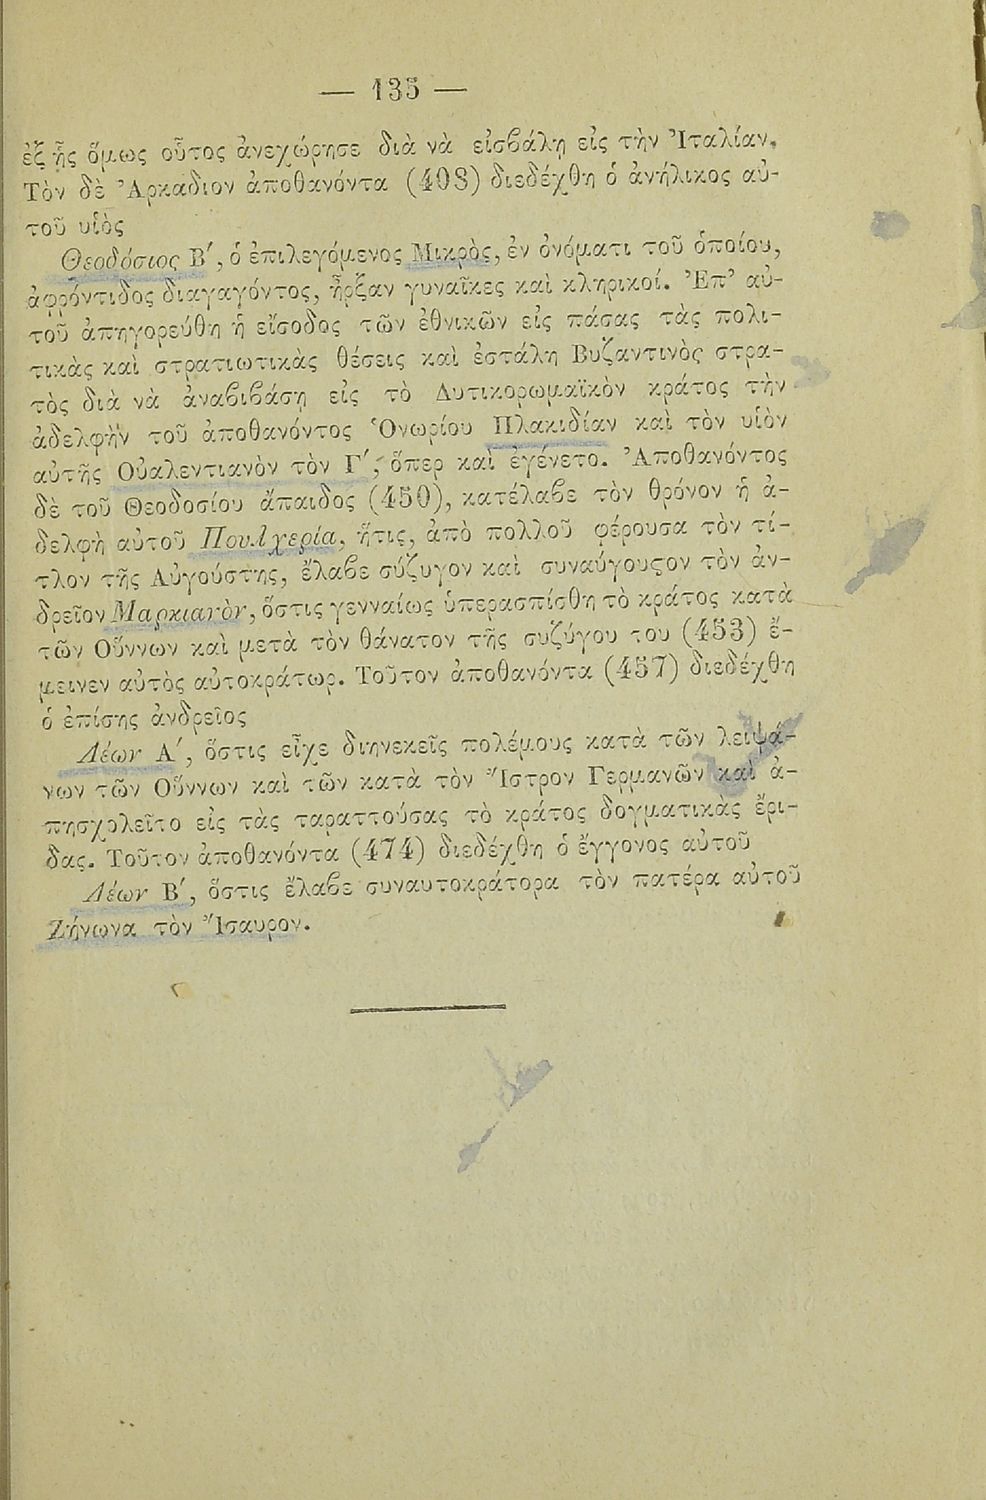 — 135 —
ἐξ ἧς ὅμως οὗτος ἀνεχώρησε διὰ νὰ εἰσβάλῃ εἰς τὴν Ἰταλίαν.
Τὸν δὲ Ἀρκάδιον ἀποθανόντα (408) διεδέχθη ὁ ἀνήλικος αὐ-
τοῦ υἱὸς
Θεοδόσιος Β΄, ὁ ἐπιλεγόμενος Μικρὸς, ἐν ὀνόματι τοῦ ὁποίου,
ἀφρόντιδος διαγαγόντος, ἦρξαν γυναῖκες καὶ κληρικοί. Ἐπ’ αὐ-
τοῦ ἀπηγορεύθη ἡ εἴσοδος τῶν ἐθνικῶν εἰς πάσας τὰς πολι-
τικὰς καὶ στρατιωτικὰς θέσεις καὶ ἐστάλη Βυζαντινὸς στρα-
τὸς διὰ νὰ ἀναβιβάσῃ εἰς τὸ Δυτικορωμαϊκὸν κράτος τὴν
ἀδελφὴν τοῦ ἀποθανόντος Ὁνωρίου Πλακιδίαν καὶ τὸν υἱὸν
αὐτῆς Οὐαλεντιανὸν τὸν Γ΄, ὅπερ καὶ ἐγένετο. Ἀποθανόντος
δὲ τοῦ Θεοδοσίου ἄπαιδος (450), κατέλαβε τὸν θρόνον ἡ ἀ-
δελφὴ αὐτοῦ Πουλχερία, ἥτις, ἀπὸ πολλοῦ φέρουσα τὸν τί-
τλον τῆς Αὐγούστης, ἔλαβε σύζυγον καὶ συναύγουςον τὸν ἀν-
δρεῖον Μαρκιανὸν, ὅστις γενναίως ὑπερασπίσθη τὸ κράτος κατὰ
τῶν Οὕννων καὶ μετὰ τὸν θάνατον τῆς συζύγου του (453) ἔ-
μεινεν αὐτὸς αὐτοκράτωρ. Τοῦτον ἀποθανόντα (457) διεδέχθη
ὁ ἐπίσης ἀνδρεῖος
Λέων Α΄, ὅστις εἶχε διηνεκεῖς πολέμους κατὰ τῶν λειψά-
νων τῶν Οὕννων καὶ τῶν κατὰ τὸν Ἴστρον Γερμανῶν καὶ ἀ-
πησχολεῖτο εἰς τὰς ταραττούσας τὸ κράτος δογματικὰς ἔρι-
δας. Τοῦτον ἀποθανόντα (474) διεδέχθη ὁ ἔγγονος αὐτοῦ
Λέων Β΄, ὅστις ἔλαβε συναυτοκράτορα τὸν πατέρα αὐτοῦ
Ζήνωνα τὸν Ἴσαυρον.